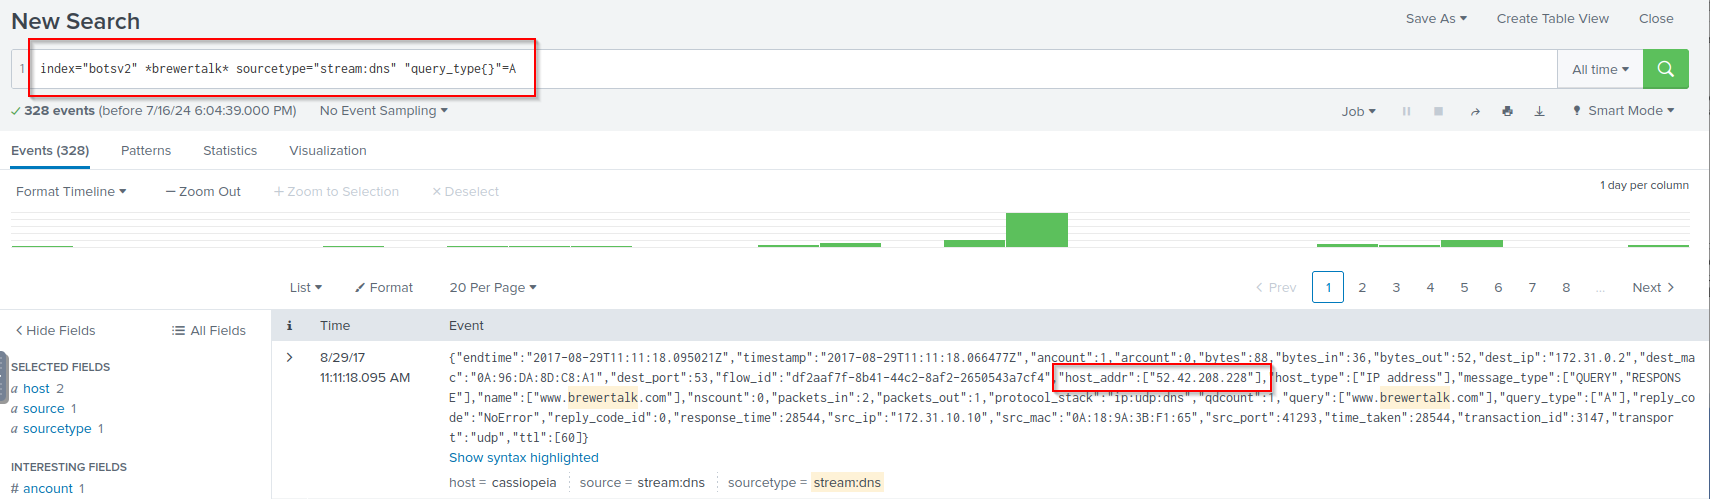 New Search
Save As ▾ Create Table View Close
1 index="botsv2" *brewertalk* sourcetype="stream:dns" "query_type{}"=A
All time ▾
✓ 328 events (before 7/16/24 6:04:39.000 PM) No Event Sampling ▾
Job ▾ Smart Mode ▾
Events (328) Patterns Statistics Visualization
Format Timeline ▾ — Zoom Out + Zoom to Selection × Deselect
1 day per column
List ▾ Format 20 Per Page ▾
< Prev 1 2 3 4 5 6 7 8 ... Next >
< Hide Fields All Fields
i Time Event
SELECTED FIELDS
a host 2
a source 1
a sourcetype 1
INTERESTING FIELDS
# ancount 1
> 8/29/17
11:11:18.095 AM
{"endtime":"2017-08-29T11:11:18.095021Z","timestamp":"2017-08-29T11:11:18.066477Z","ancount":1,"arcount":0,"bytes":88,"bytes_in":36,"bytes_out":52,"dest_ip":"172.31.0.2","dest_ma
c":"0A:96:DA:8D:C8:A1","dest_port":53,"flow_id":"df2aaf7f-8b41-44c2-8af2-2650543a7cf4","host_addr":["52.42.208.228"],"host_type":["IP address"],"message_type":["QUERY","RESPONS
E"],"name":["www.brewertalk.com"],"nscount":0,"packets_in":2,"packets_out":1,"protocol_stack":"ip:udp:dns","qdcount":1,"query":["www.brewertalk.com"],"query_type":["A"],"reply_co
de":"NoError","reply_code_id":0,"response_time":28544,"src_ip":"172.31.10.10","src_mac":"0A:18:9A:3B:F1:65","src_port":41293,"time_taken":28544,"transaction_id":3147,"transpor
t":"udp","ttl":[60]}
Show syntax highlighted
host = cassiopeia source = stream:dns sourcetype = stream:dns